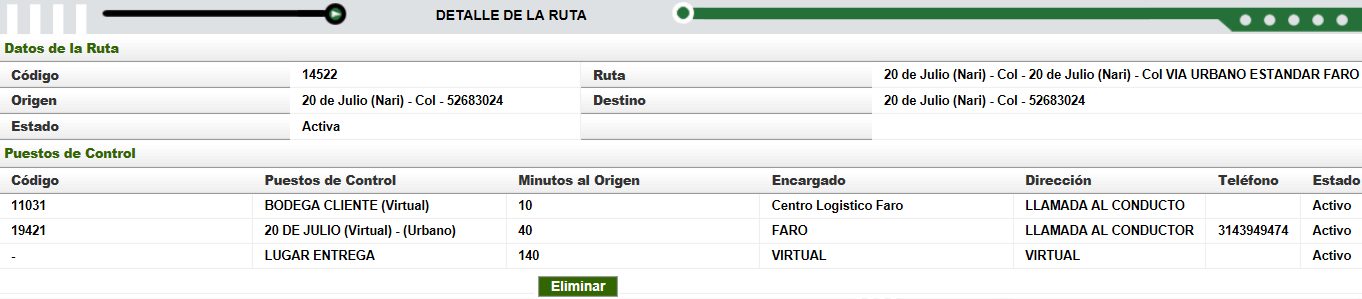 DETALLE DE LA RUTA
Datos de la Ruta
Código 14522 Ruta 20 de Julio (Nari) - Col - 20 de Julio (Nari) - Col VIA URBANO ESTANDAR FARO
Origen 20 de Julio (Nari) - Col - 52683024 Destino 20 de Julio (Nari) - Col - 52683024
Estado Activa
Puestos de Control
Código Puestos de Control Minutos al Origen Encargado Dirección Teléfono Estado
11031 BODEGA CLIENTE (Virtual) 10 Centro Logistico Faro LLAMADA AL CONDUCTO Activo
19421 20 DE JULIO (Virtual) - (Urbano) 40 FARO LLAMADA AL CONDUCTOR 3143949474 Activo
- LUGAR ENTREGA 140 VIRTUAL VIRTUAL Activo
Eliminar